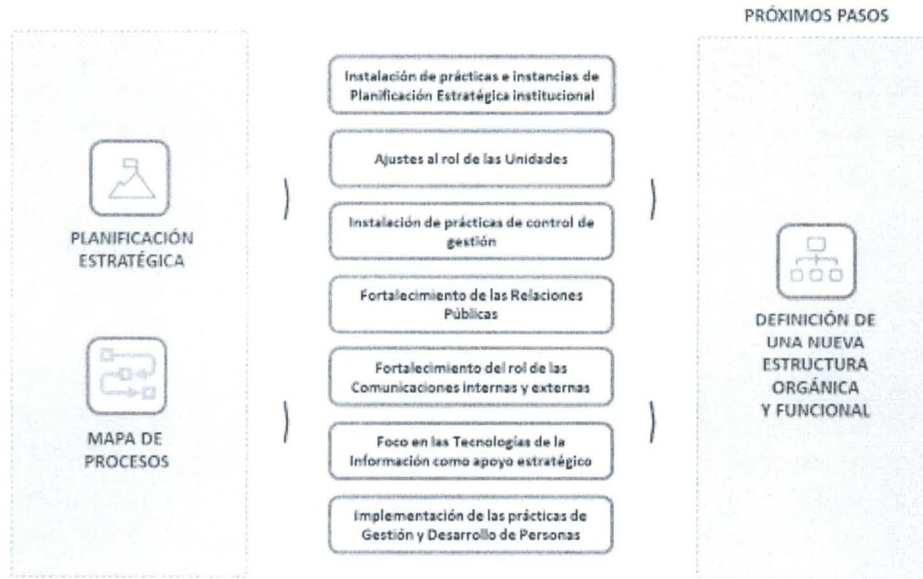 PRÓXIMOS PASOS
PLANIFICACIÓN
ESTRATÉGICA
MAPA DE
PROCESOS
Instalación de prácticas e instancias de
Planificación Estratégica institucional
Ajustes al rol de las Unidades
Instalación de prácticas de control de
gestión
Fortalecimiento de las Relaciones
Públicas
Fortalecimiento del rol de las
Comunicaciones internas y externas
Foco en las Tecnologías de la
Información como apoyo estratégico
Implementación de las prácticas de
Gestión y Desarrollo de Personas
DEFINICIÓN DE
UNA NUEVA
ESTRUCTURA
ORGÁNICA
Y FUNCIONAL